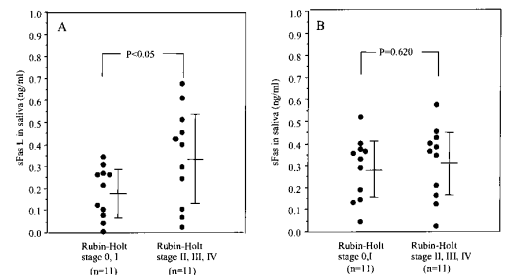 A
P<0.05
sFas L in saliva (ng/ml)
1.0
0.9
0.8
0.7
0.6
0.5
0.4
0.3
0.2
0.1
0.0
Rubin-Holt
stage 0, I
(n=11)
Rubin-Holt
stage II, III, IV
(n=11)
B
P=0.620
sFas in saliva (ng/ml)
1.0
0.9
0.8
0.7
0.6
0.5
0.4
0.3
0.2
0.1
0.0
Rubin-Holt
stage 0,I
(n=11)
Rubin-Holt
stage II, III, IV
(n=11)